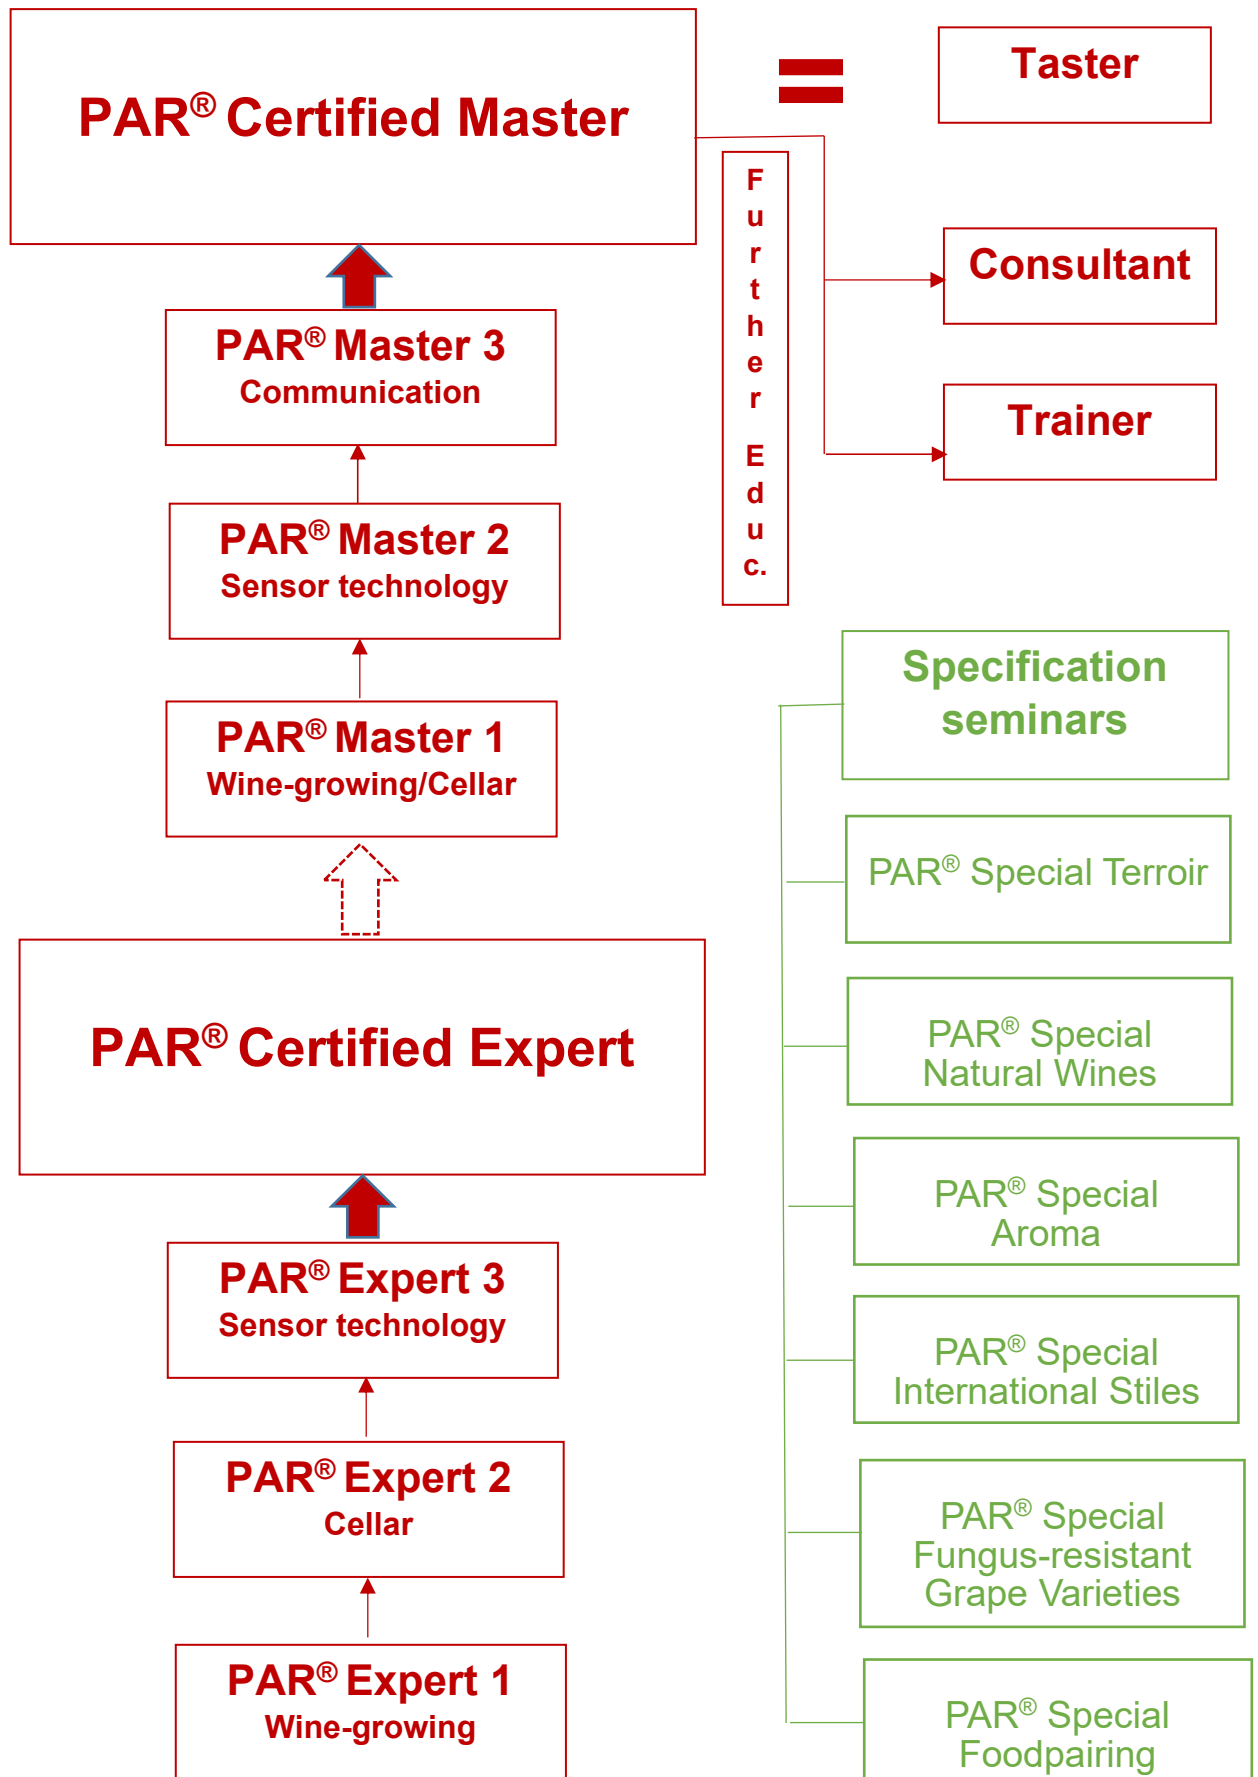 PAR® Certified Master
=
Taster
Further Educ.
Consultant
Trainer
PAR® Master 3
Communication
PAR® Master 2
Sensor technology
PAR® Master 1
Wine-growing/Cellar
PAR® Certified Expert
PAR® Expert 3
Sensor technology
PAR® Expert 2
Cellar
PAR® Expert 1
Wine-growing
Specification
seminars
PAR® Special Terroir
PAR® Special
Natural Wines
PAR® Special
Aroma
PAR® Special
International Stiles
PAR® Special
Fungus-resistant
Grape Varieties
PAR® Special
Foodpairing